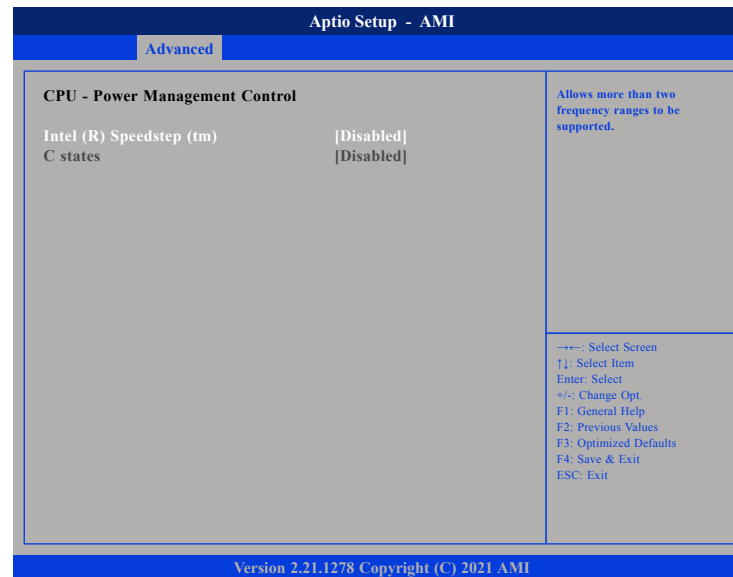 Aptio Setup - AMI
Advanced
CPU - Power Management Control
Intel (R) Speedstep (tm) [Disabled]
C states [Disabled]
Allows more than two
frequency ranges to be
supported.
→←: Select Screen
↑↓: Select Item
Enter: Select
+/-: Change Opt.
F1: General Help
F2: Previous Values
F3: Optimized Defaults
F4: Save & Exit
ESC: Exit
Version 2.21.1278 Copyright (C) 2021 AMI